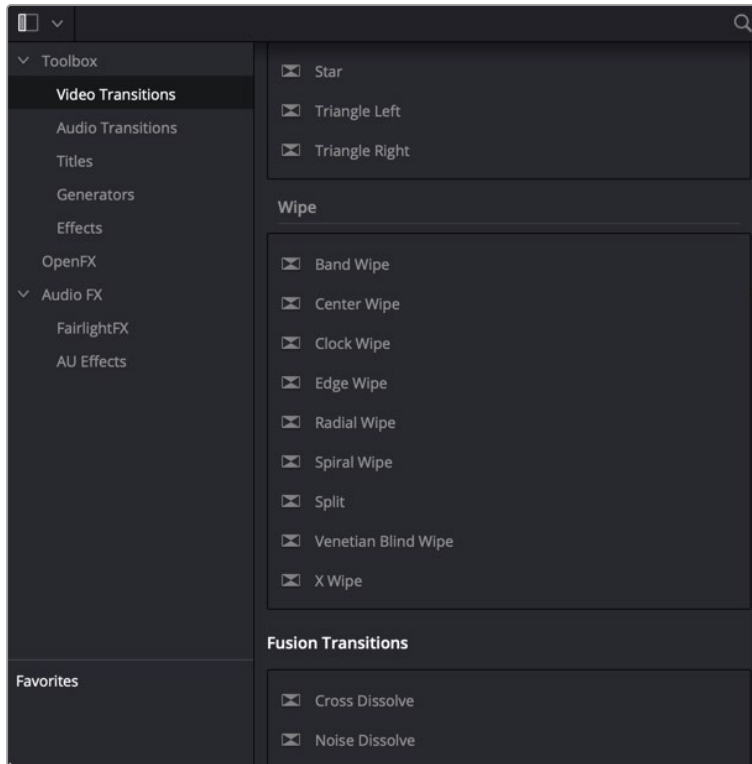 Toolbox
Video Transitions
Audio Transitions
Titles
Generators
Effects
OpenFX
Audio FX
FairlightFX
AU Effects
Favorites
Star
Triangle Left
Triangle Right
Wipe
Band Wipe
Center Wipe
Clock Wipe
Edge Wipe
Radial Wipe
Spiral Wipe
Split
Venetian Blind Wipe
X Wipe
Fusion Transitions
Cross Dissolve
Noise Dissolve